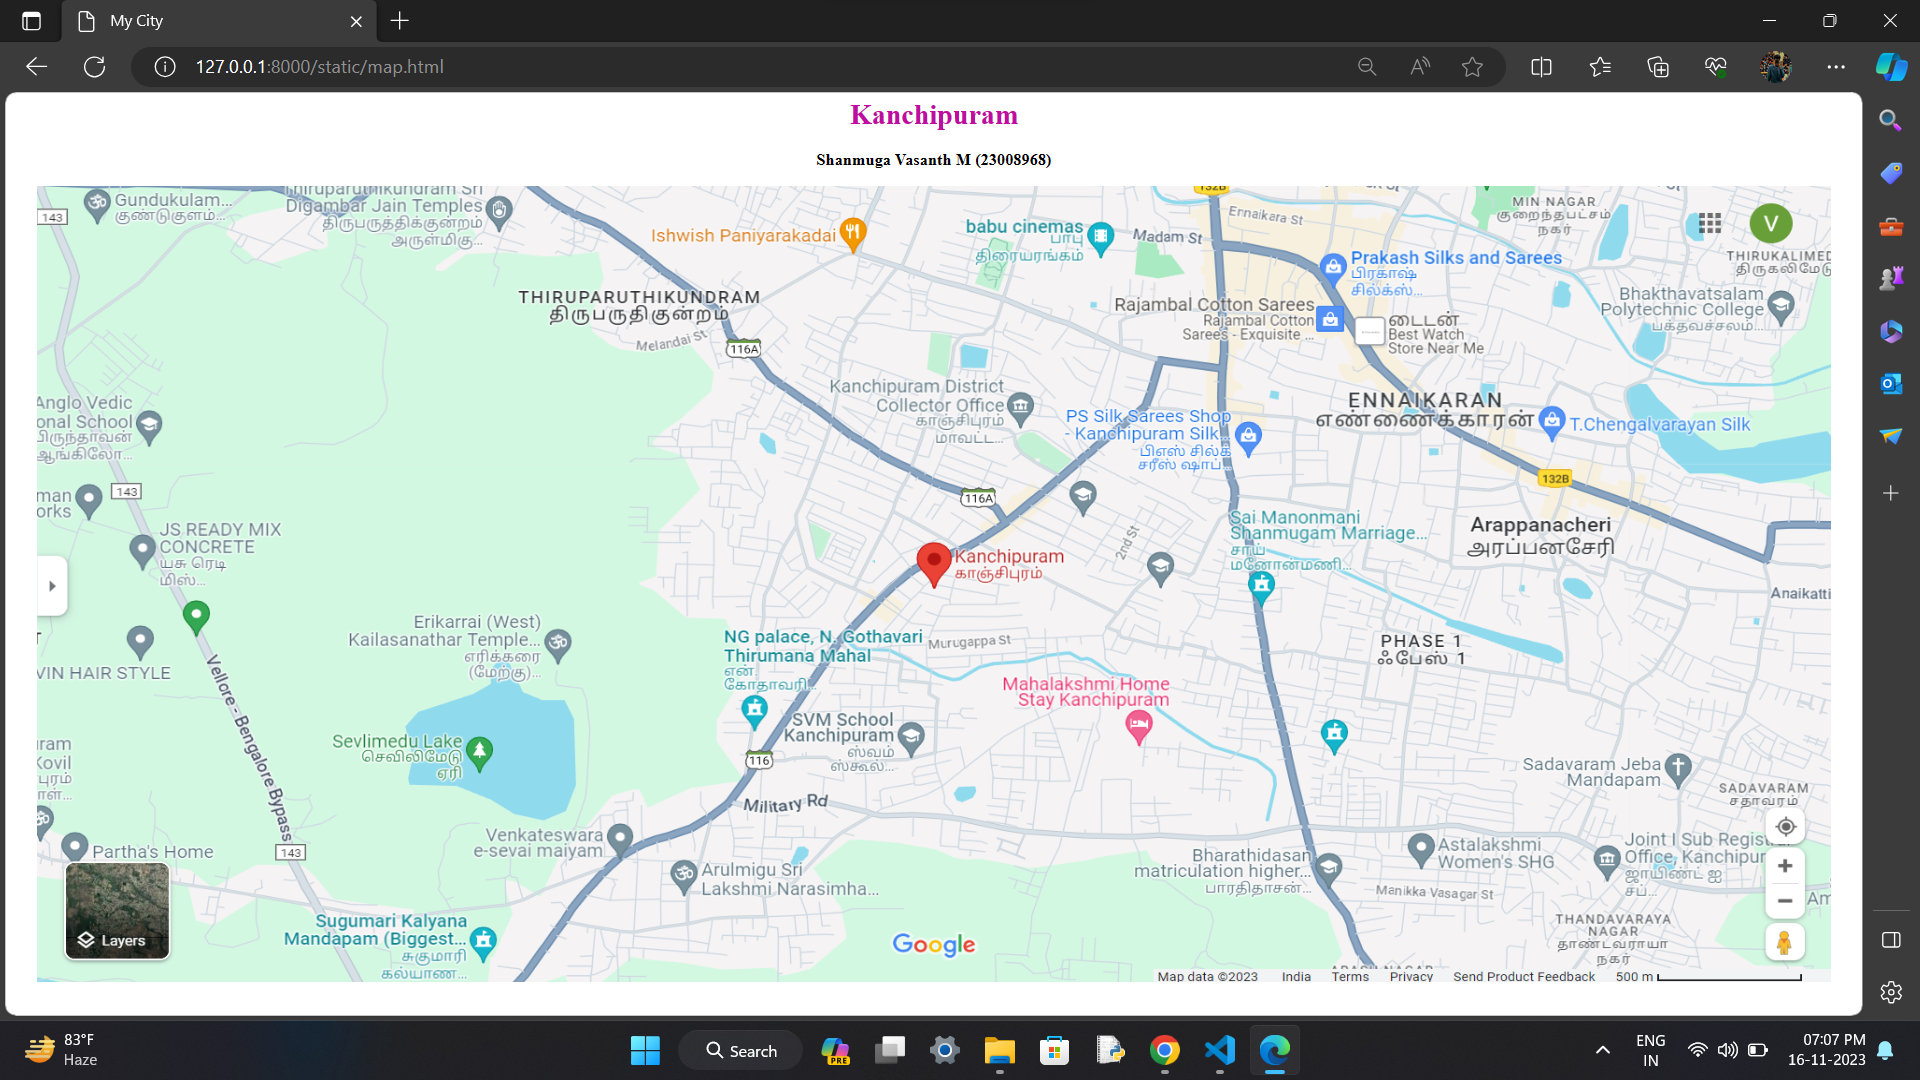 My City
127.0.0.1:8000/static/map.html
Kanchipuram
Shanmuga Vasanth M (23008968)
143
Gundukulam...
குண்டுகுளம்...
Thiruparuthikundram Sri
Digambar Jain Temples
திருபருத்திக்குன்றம்
அருள்மிகு...
Ishwish Paniyarakadai
babu cinemas
பாபு
திரையரங்கம்
Madam St
132B
Ernaikara St
MIN NAGAR
குறைந்தபட்சம்
நகர்
V
Prakash Silks and Sarees
பிரகாஷ்
சில்க்ஸ்...
THIRUKALIMED
திருகலிமேடு
THIRUPARUTHIKUNDRAM
திருபருதிகுன்றம்
Melandai St
116A
Rajambal Cotton Sarees
Rajambal Cotton
Sarees - Exquisite ...
டைடன்
Best Watch
Store Near Me
Bhakthavatsalam
Polytechnic College
பக்தவச்சலம்...
Anglo Vedic
onal School
பிருந்தாவன்
ஆங்கிலோ...
Kanchipuram District
Collector Office
காஞ்சிபுரம்
மாவட்ட...
PS Silk Sarees Shop
- Kanchipuram Silk...
பிஎஸ் சில்க்
சரீஸ் ஷாப்...
ENNAIKARAN
எண்ணைக்காரன்
T.Chengalvarayan Silk
132B
man
orks
143
116A
JS READY MIX
CONCRETE
யசு ரெடி
மிஸ்...
2nd St
Sai Manonmani
Shanmugam Marriage...
சாய்
மனோன்மணி...
Arappanacheri
அரப்பனசேரி
Kanchipuram
காஞ்சிபுரம்
Anaikatti
Erikarrai (West)
Kailasanathar Temple...
எரிக்கரை
(மேற்கு)...
NG palace, N. Gothavari
Thirumana Mahal
என்.
கோதாவரி...
Murugappa St
PHASE 1
ஃபேஸ் 1
VIN HAIR STYLE
Vellore - Bengalore Bypass
Mahalakshmi Home
Stay Kanchipuram
SVM School
Kanchipuram
ஸ்வம்
ஸ்கூல்...
Sevlimedu Lake
செவிலிமேடு
ஏரி
116
uram
Kovil
புரம்
ாள்...
Military Rd
Sadavaram Jeba
Mandapam
SADAVARAM
சதாவரம்
Venkateswara
e-sevai maiyam
Partha's Home
143
Arulmigu Sri
Lakshmi Narasimha...
Bharathidasan
matriculation higher...
பாரதிதாசன்...
Astalakshmi
Women's SHG
Joint I Sub Regist
Office, Kanchipur
ஜாயிண்ட் ஐ
சப்...
Manikka Vasagar St
Am
Layers
Sugumari Kalyana
Mandapam (Biggest...
சுகுமாரி
கல்யாண...
Google
THANDAVARAYA
NAGAR
தாண்டவராயா
நகர்
Map data ©2023 India Terms Privacy Send Product Feedback 500 m
83°F
Haze
Search
PRE
ENG
IN
07:07 PM
16-11-2023